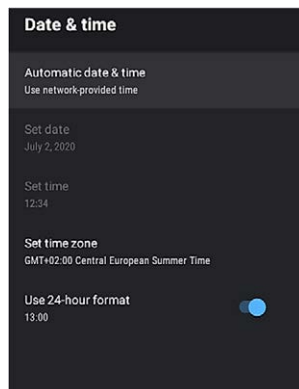 Date & time
Automatic date & time
Use network-provided time
Set date
July 2, 2020
Set time
12:34
Set time zone
GMT+02:00 Central European Summer Time
Use 24-hour format
13:00